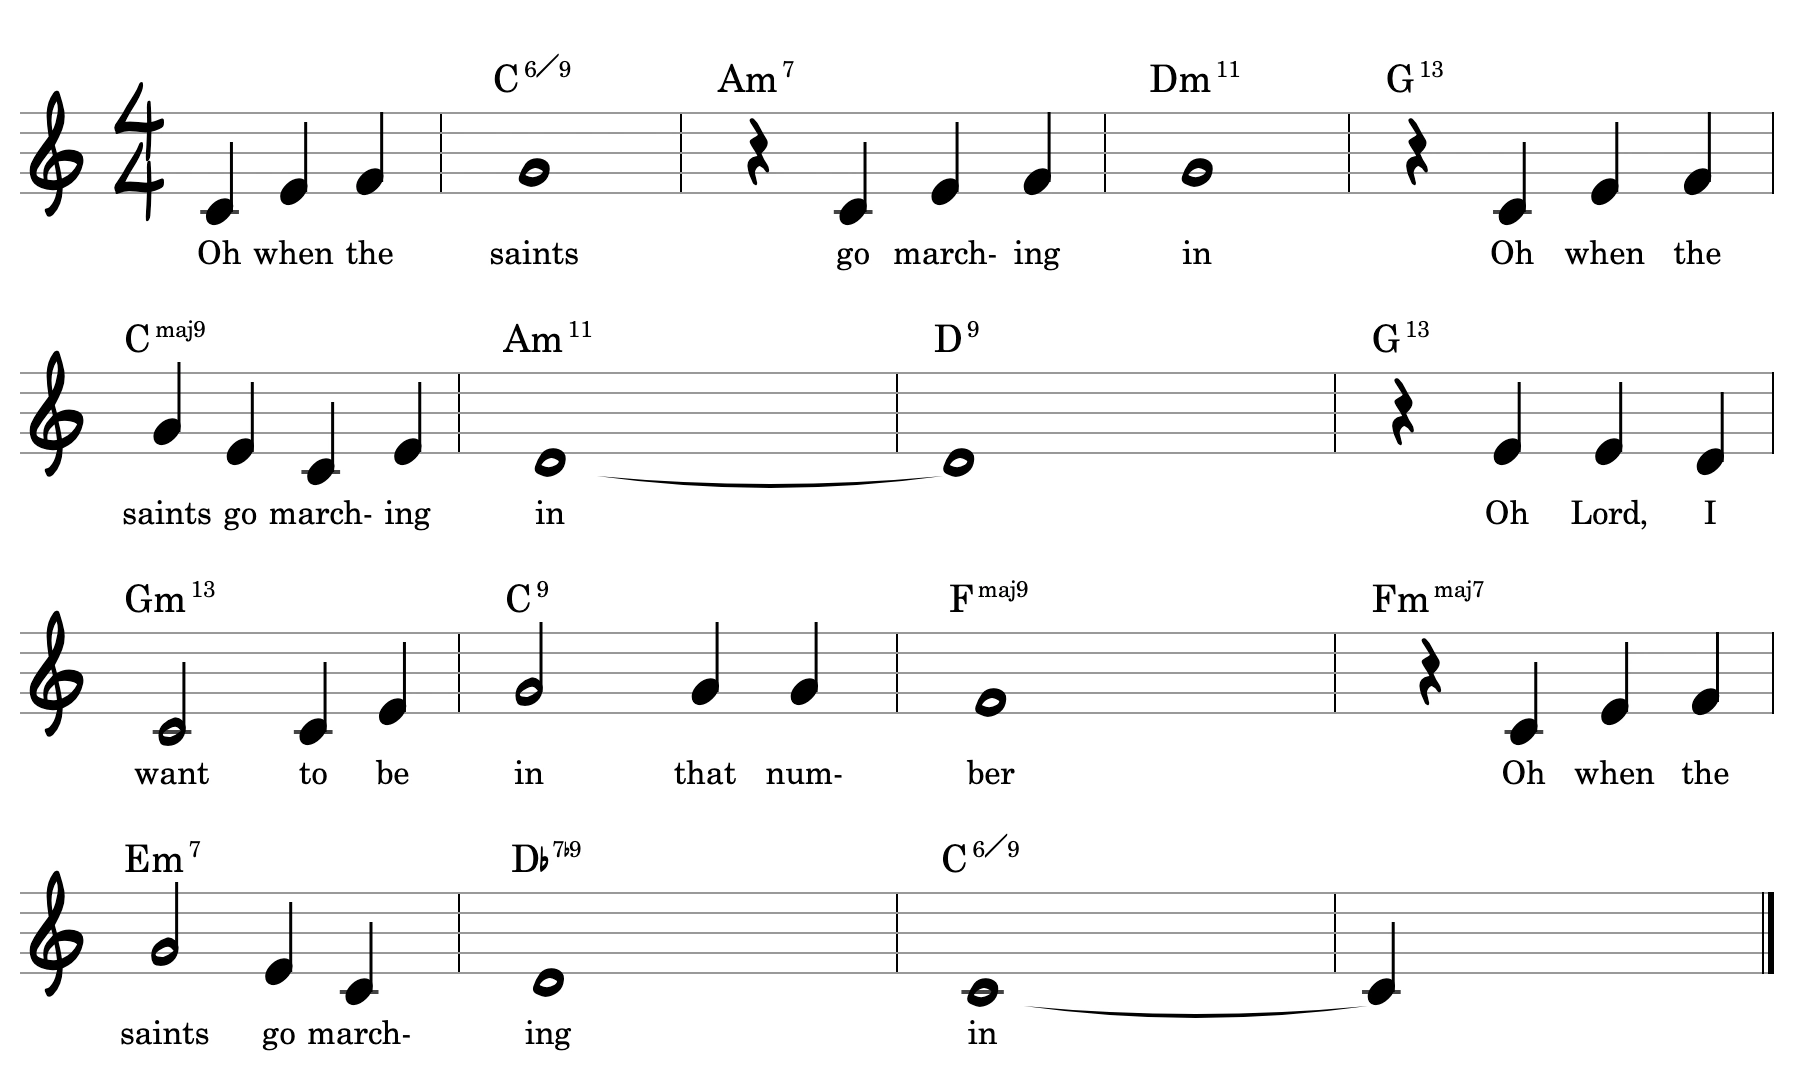 C6/9 Am7 Dm11 G13
4
4
Oh when the saints go march- ing in Oh when the
Cmaj9 Am11 D9 G13
saints go march- ing in Oh Lord, I
Gm13 C9 Fmaj9 Fmmaj7
want to be in that num- ber Oh when the
Em7 D♭7♭9 C6/9
saints go march- ing in